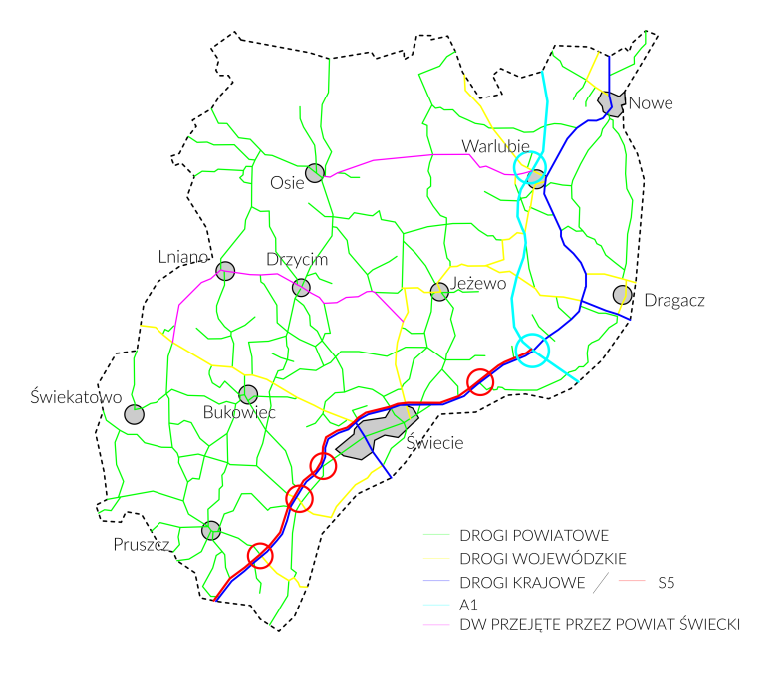 Nowe
Warlubie
Osie
Lniano
Drzycim
Jeżewo
Dragacz
Świekatowo
Bukowiec
Świecie
Pruszcz
DROGI POWIATOWE
DROGI WOJEWÓDZKIE
DROGI KRAJOWE / S5
A1
DW PRZEJĘTE PRZEZ POWIAT ŚWIECKI